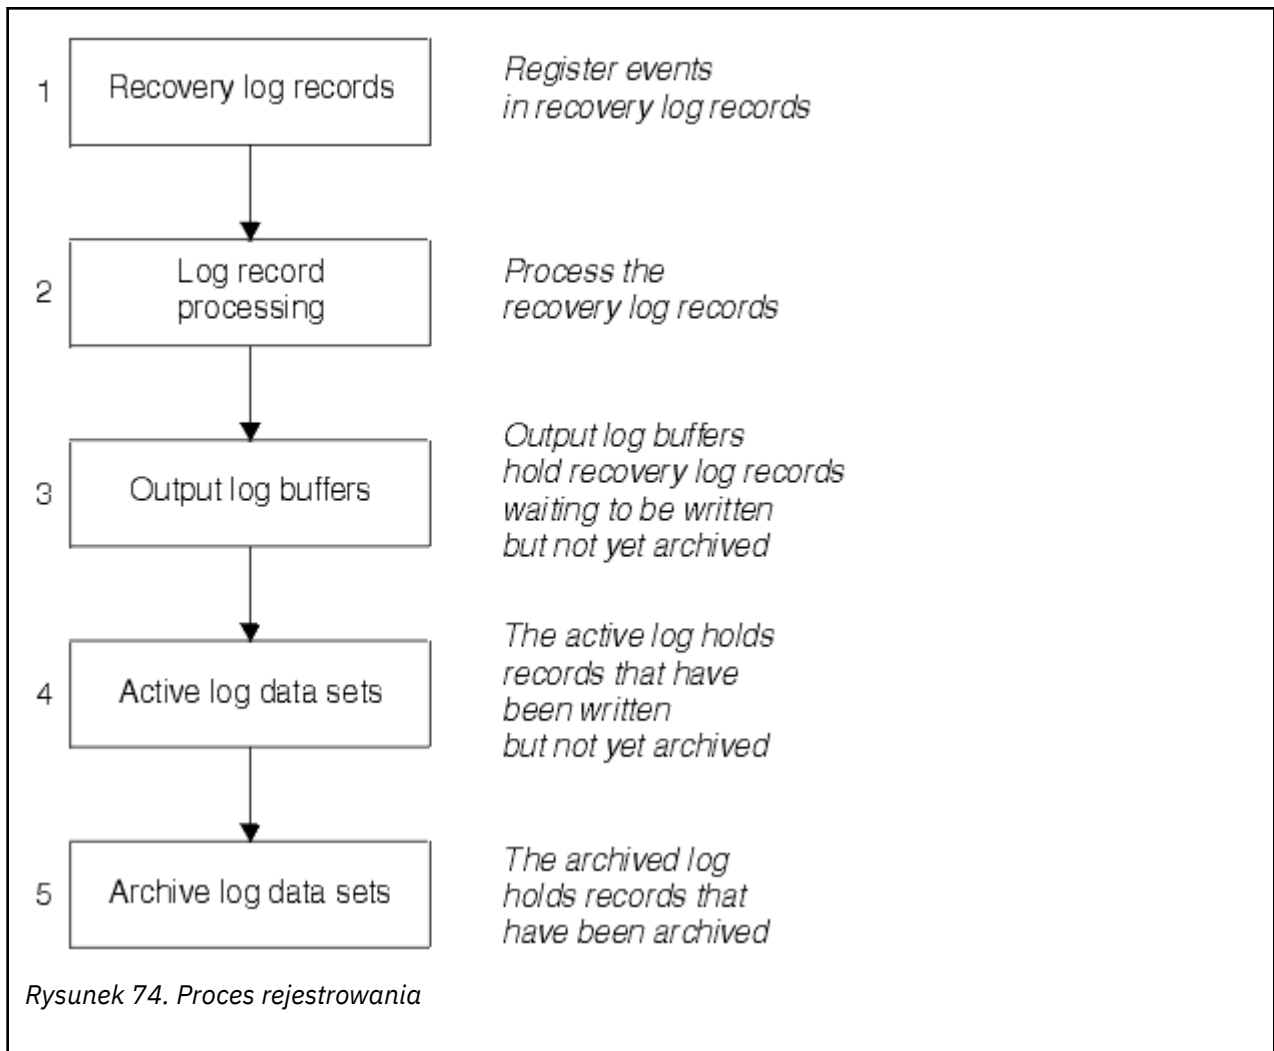 1
Recovery log records
Register events
in recovery log records
2
Log record
processing
Process the
recovery log records
3
Output log buffers
Output log buffers
hold recovery log records
waiting to be written
but not yet archived
4
Active log data sets
The active log holds
records that have
been written
but not yet archived
5
Archive log data sets
The archived log
holds records that
have been archived
Rysunek 74. Proces rejestrowania